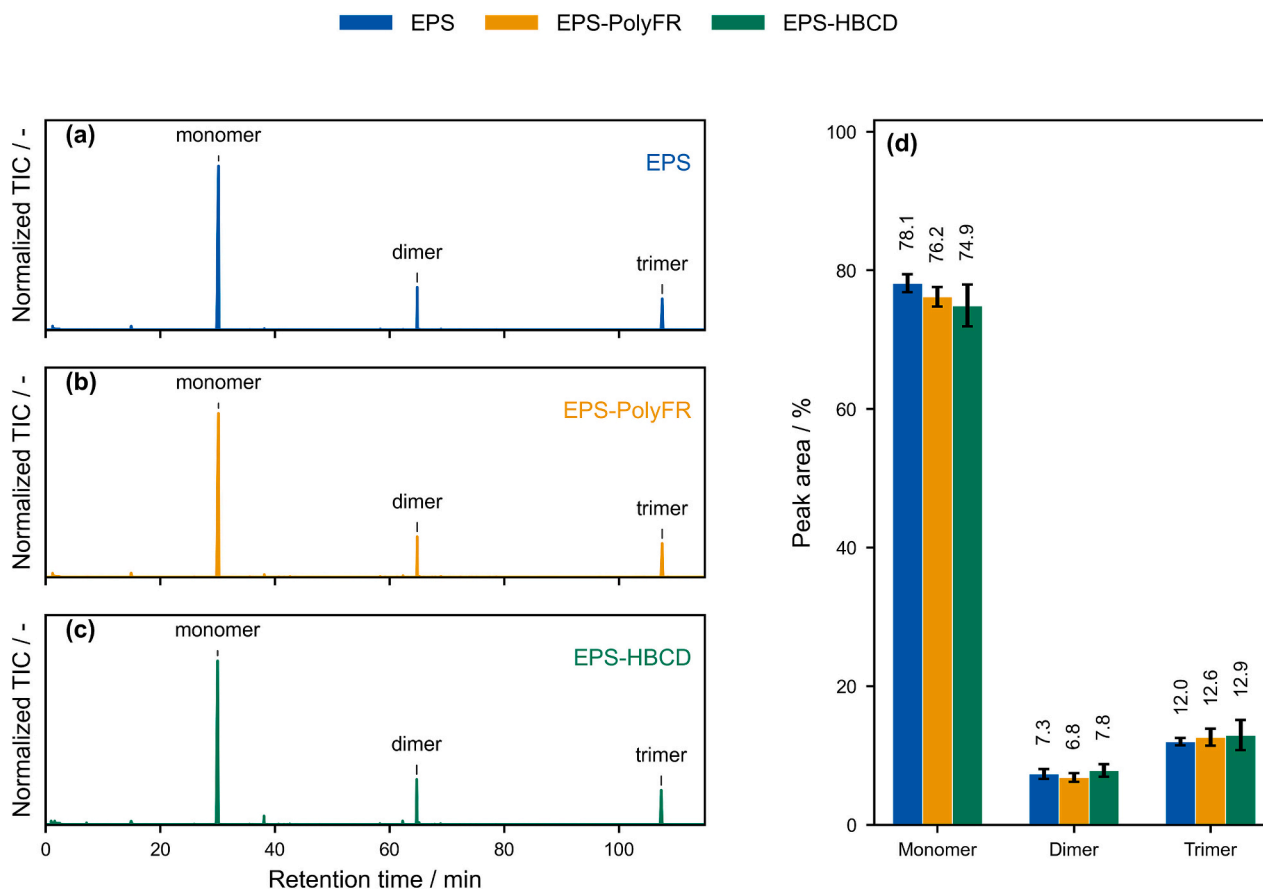 EPS EPS-PolyFR EPS-HBCD
(a)
monomer
EPS
dimer
trimer
Normalized TIC / -
(b)
monomer
EPS-PolyFR
dimer
trimer
Normalized TIC / -
(c)
monomer
EPS-HBCD
dimer
trimer
Normalized TIC / -
0 20 40 60 80 100
Retention time / min
(d)
Peak area / %
100
80
60
40
20
0
78.1 76.2 74.9
7.3 6.8 7.8
12.0 12.6 12.9
Monomer Dimer Trimer